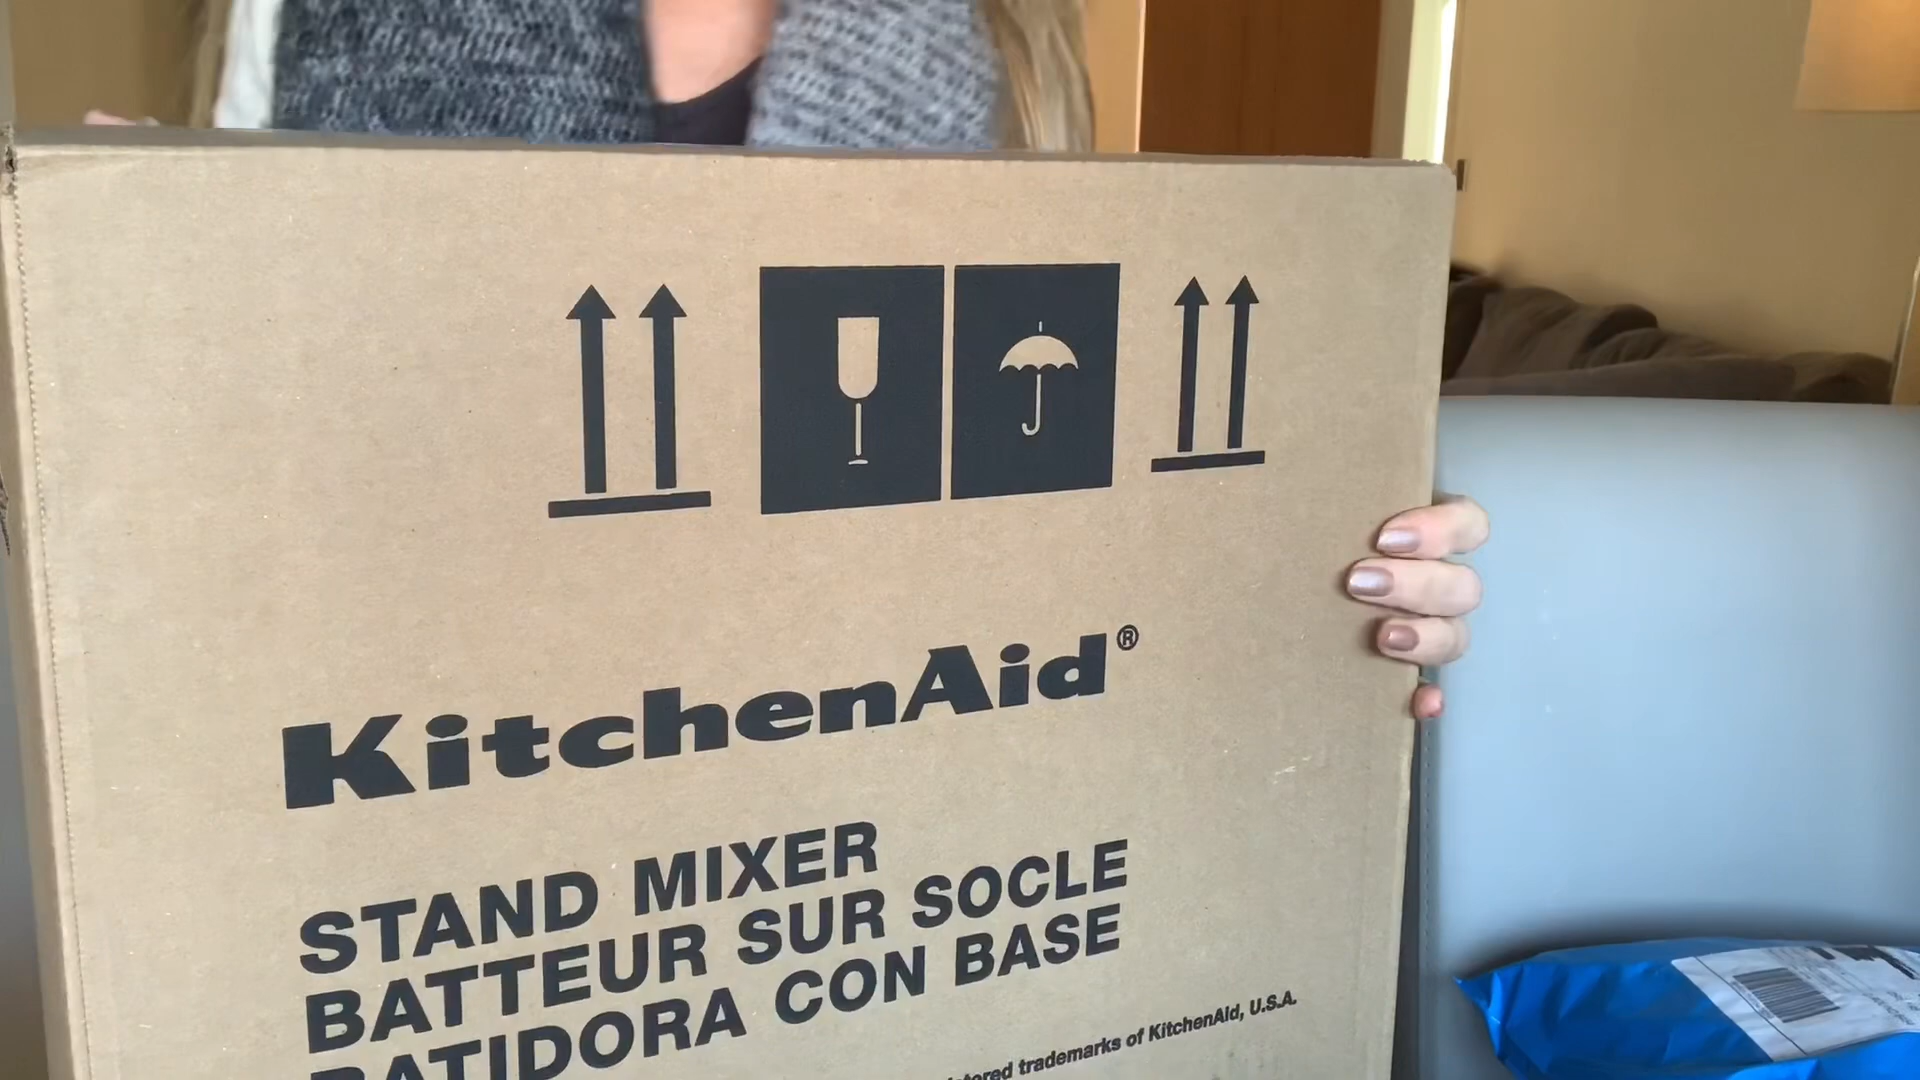 KitchenAid®
STAND MIXER
BATTEUR SUR SOCLE
BATIDORA CON BASE
trademarks of KitchenAid, U.S.A.